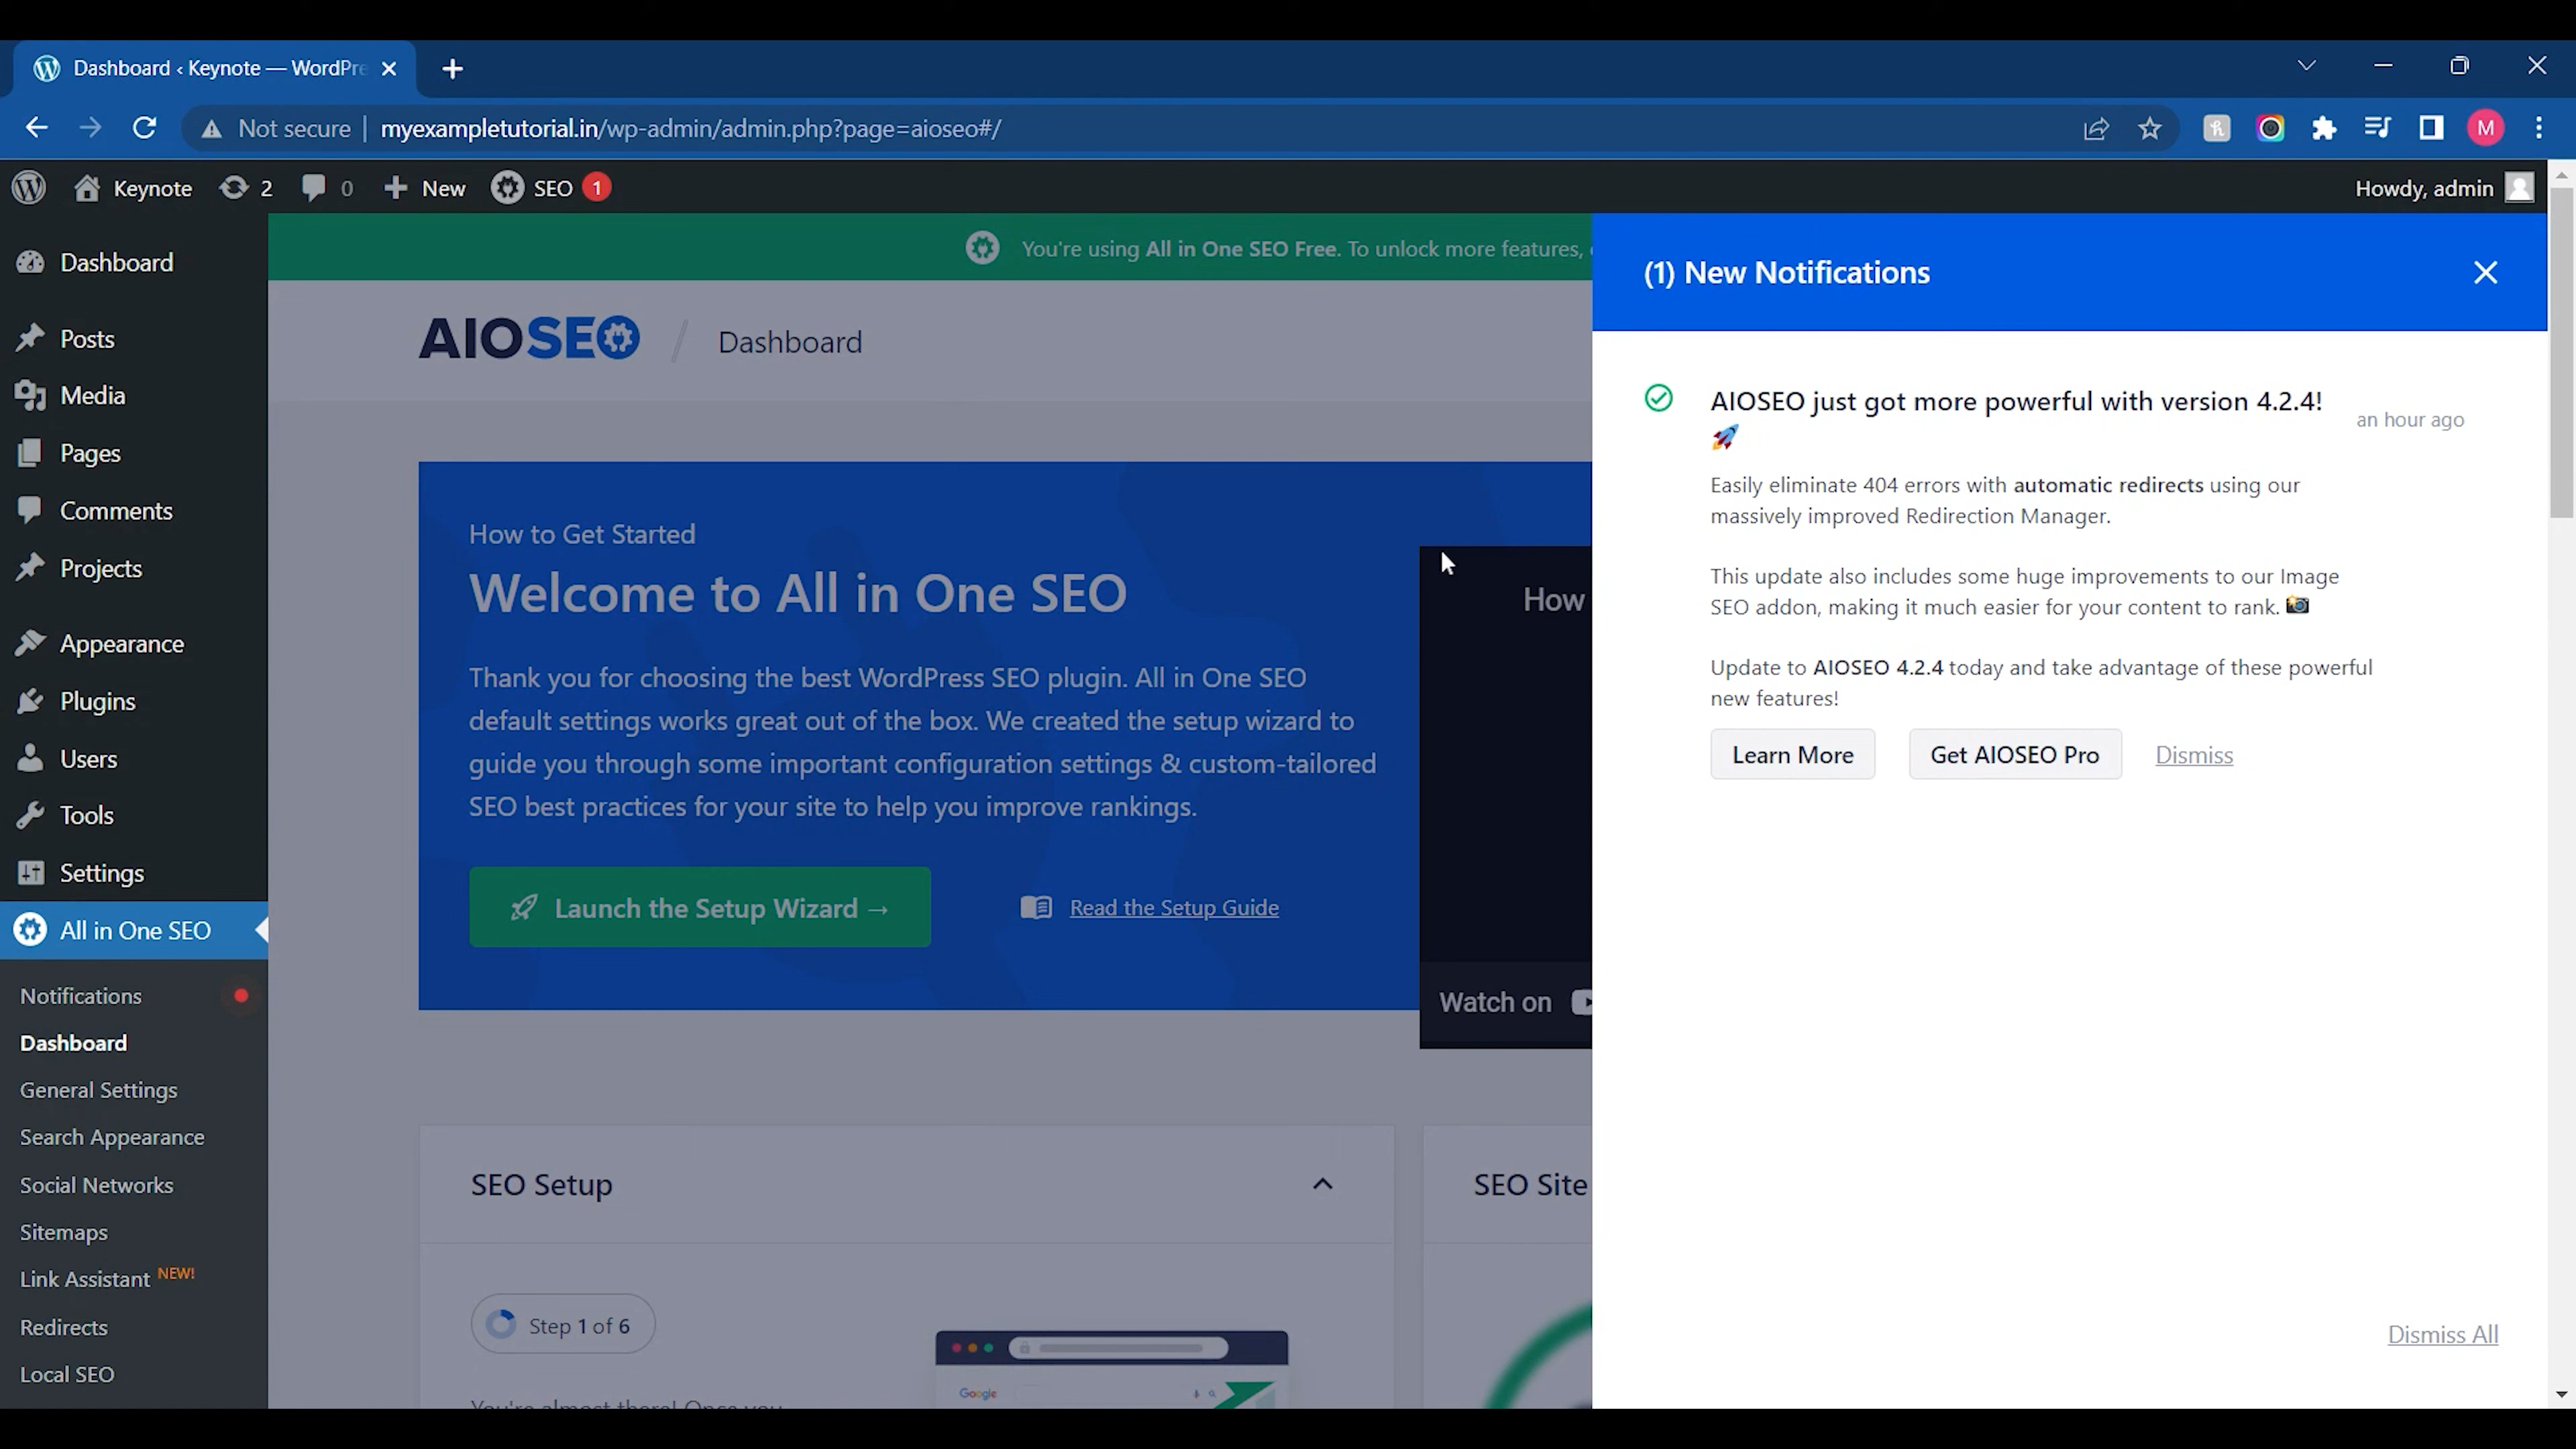 Dashboard ‹ Keynote — WordPre
Not secure
myexampletutorial.in/wp-admin/admin.php?page=aioseo#/
M
Keynote
2
0
New
SEO
1
Howdy, admin
Dashboard
Posts
Media
Pages
Comments
Projects
Appearance
Plugins
Users
Tools
Settings
All in One SEO
Notifications
Dashboard
General Settings
Search Appearance
Social Networks
Sitemaps
Link Assistant NEW!
Redirects
Local SEO
You're using All in One SEO Free. To unlock more features,
AIOSEO / Dashboard
How to Get Started
Welcome to All in One SEO
Thank you for choosing the best WordPress SEO plugin. All in One SEO
default settings works great out of the box. We created the setup wizard to
guide you through some important configuration settings & custom-tailored
SEO best practices for your site to help you improve rankings.
Launch the Setup Wizard →
Read the Setup Guide
How
Watch on
SEO Setup
Step 1 of 6
You're almost there! Once you
Google
SEO Site
(1) New Notifications
AIOSEO just got more powerful with version 4.2.4!
🚀
an hour ago
Easily eliminate 404 errors with automatic redirects using our
massively improved Redirection Manager.
This update also includes some huge improvements to our Image
SEO addon, making it much easier for your content to rank. 📸
Update to AIOSEO 4.2.4 today and take advantage of these powerful
new features!
Learn More
Get AIOSEO Pro
Dismiss
Dismiss All